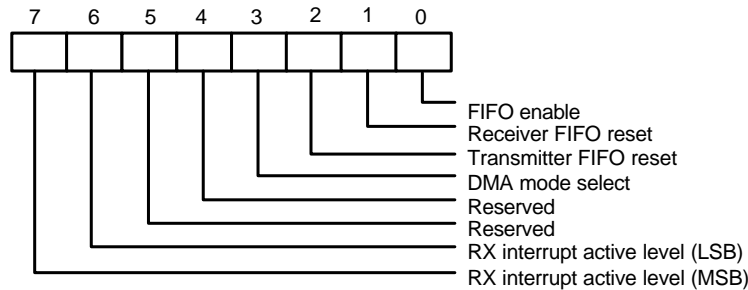 7 6 5 4 3 2 1 0
FIFO enable
Receiver FIFO reset
Transmitter FIFO reset
DMA mode select
Reserved
Reserved
RX interrupt active level (LSB)
RX interrupt active level (MSB)